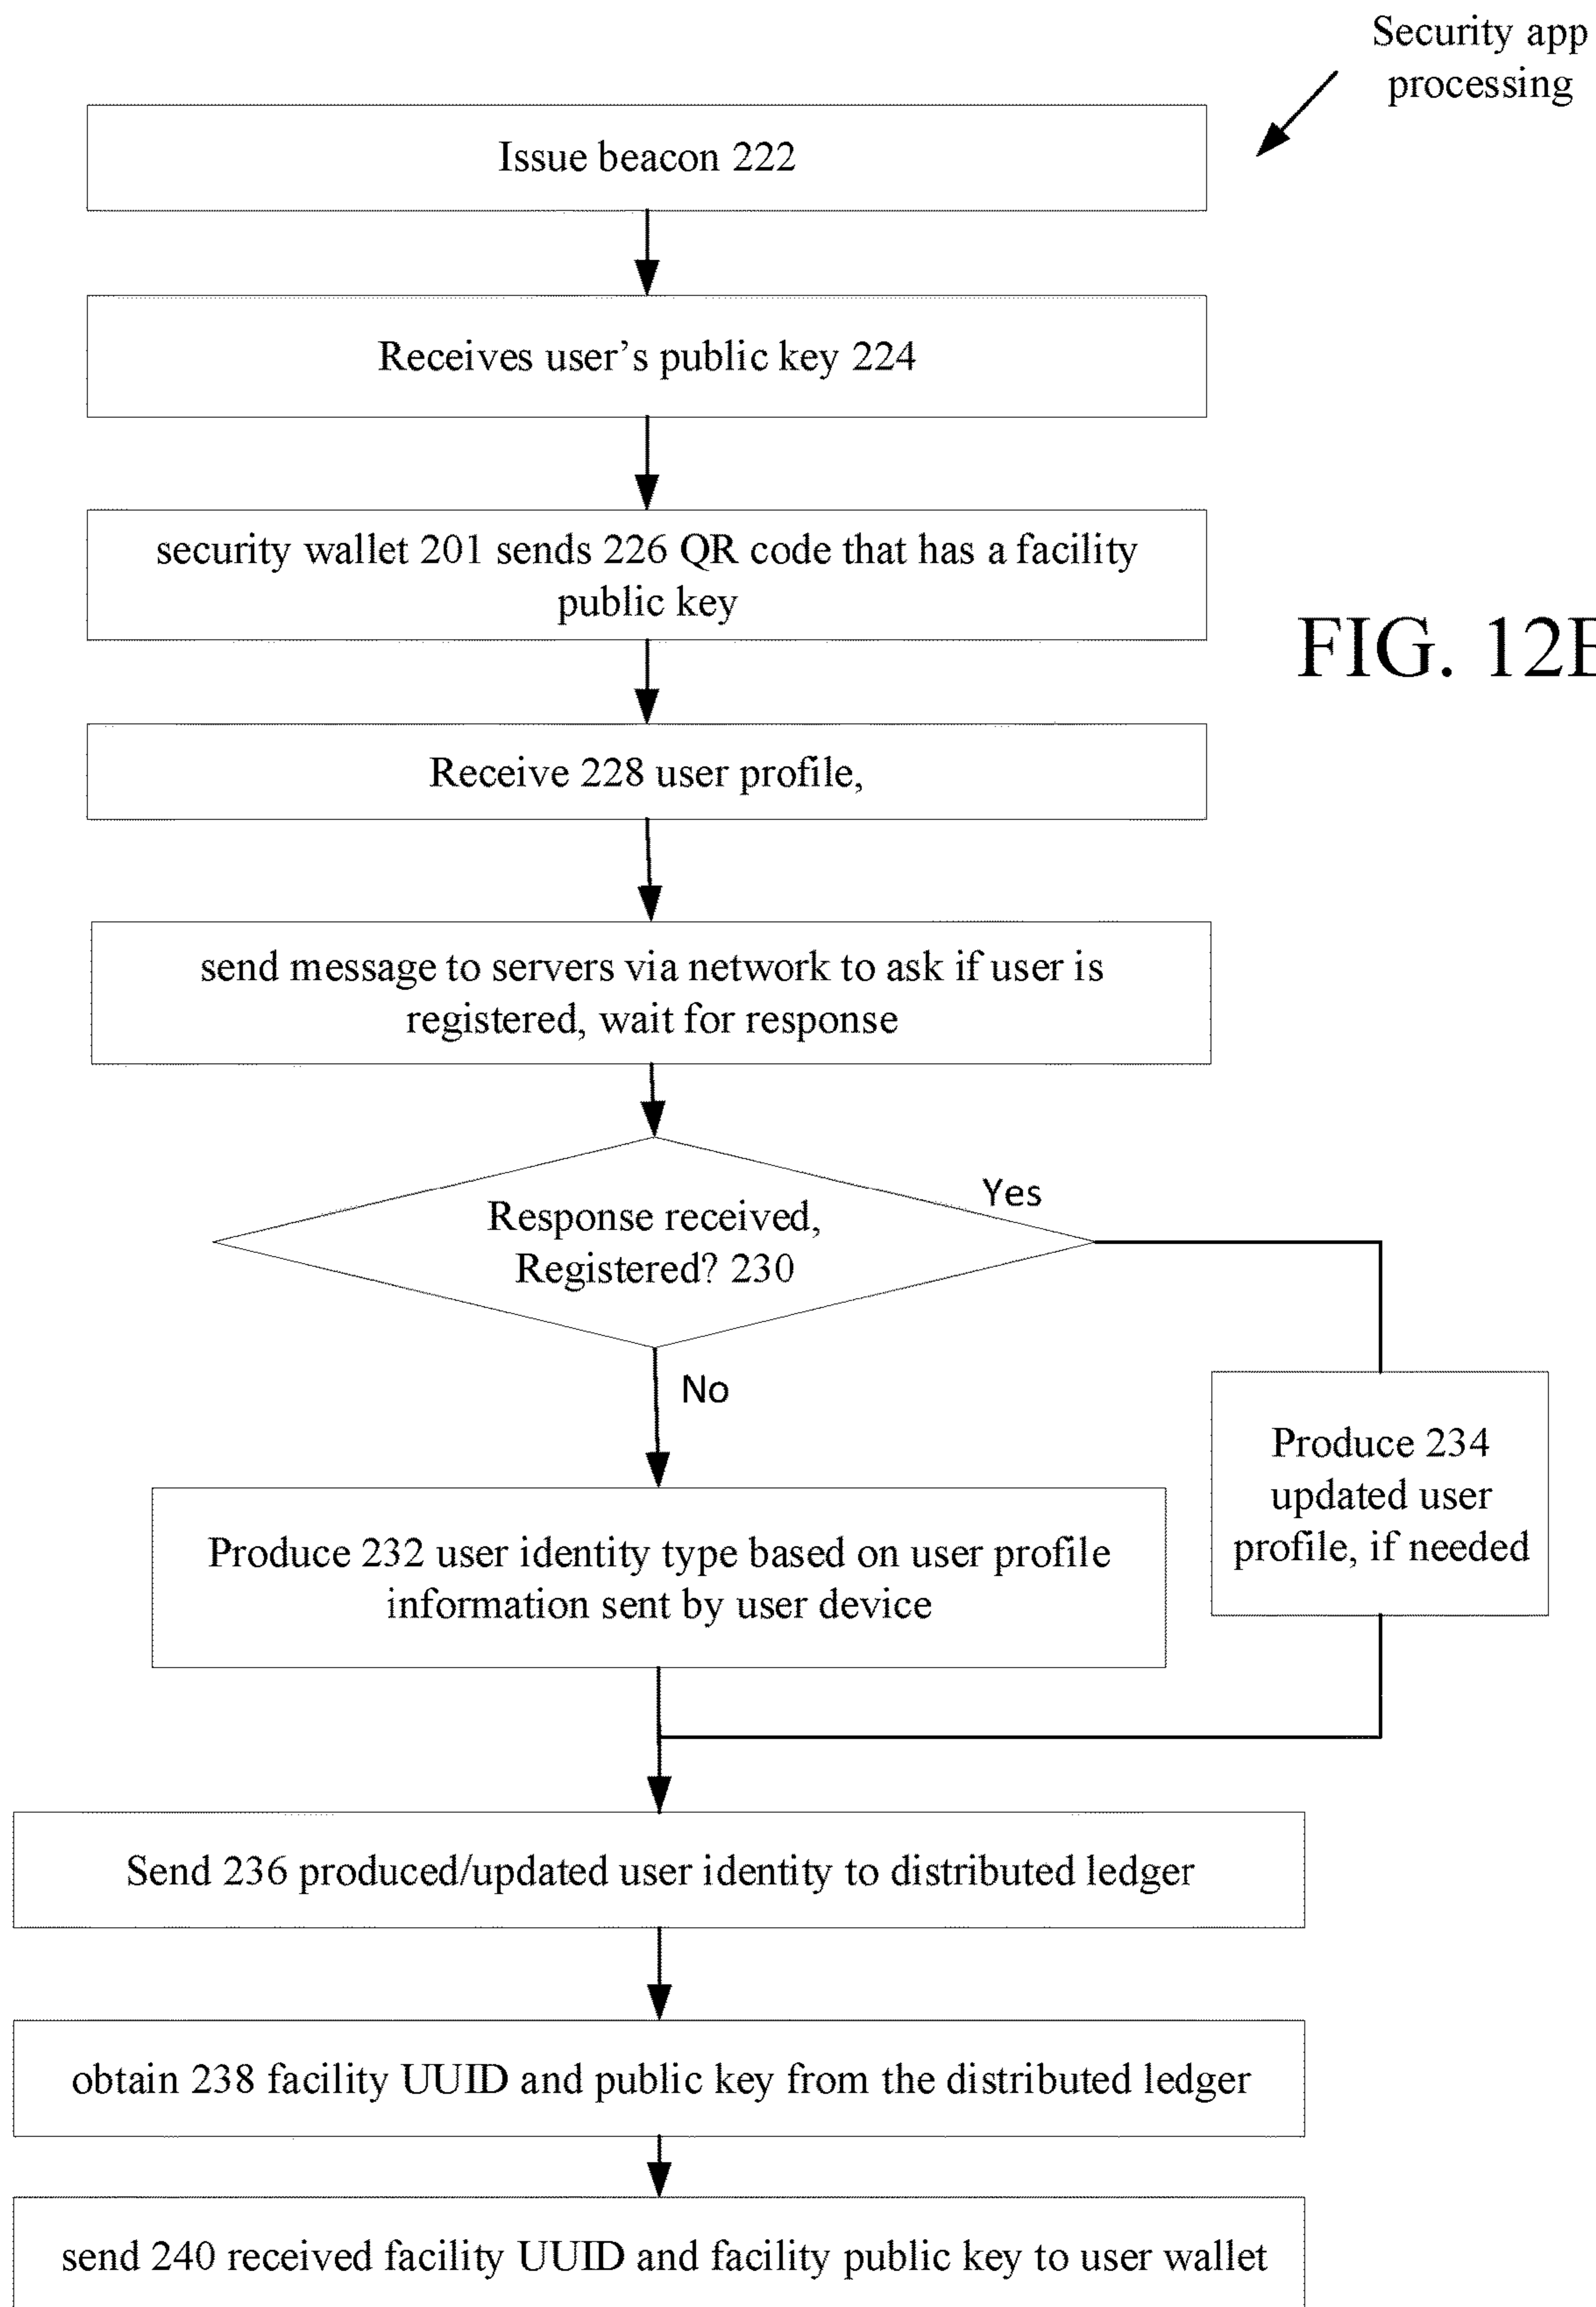 Security app
processing
Issue beacon 222
Receives user’s public key 224
security wallet 201 sends 226 QR code that has a facility
public key
FIG. 12B
Receive 228 user profile,
send message to servers via network to ask if user is
registered, wait for response
Yes
Response received,
Registered? 230
No
Produce 234
updated user
profile, if needed
Produce 232 user identity type based on user profile
information sent by user device
Send 236 produced/updated user identity to distributed ledger
obtain 238 facility UUID and public key from the distributed ledger
send 240 received facility UUID and facility public key to user wallet